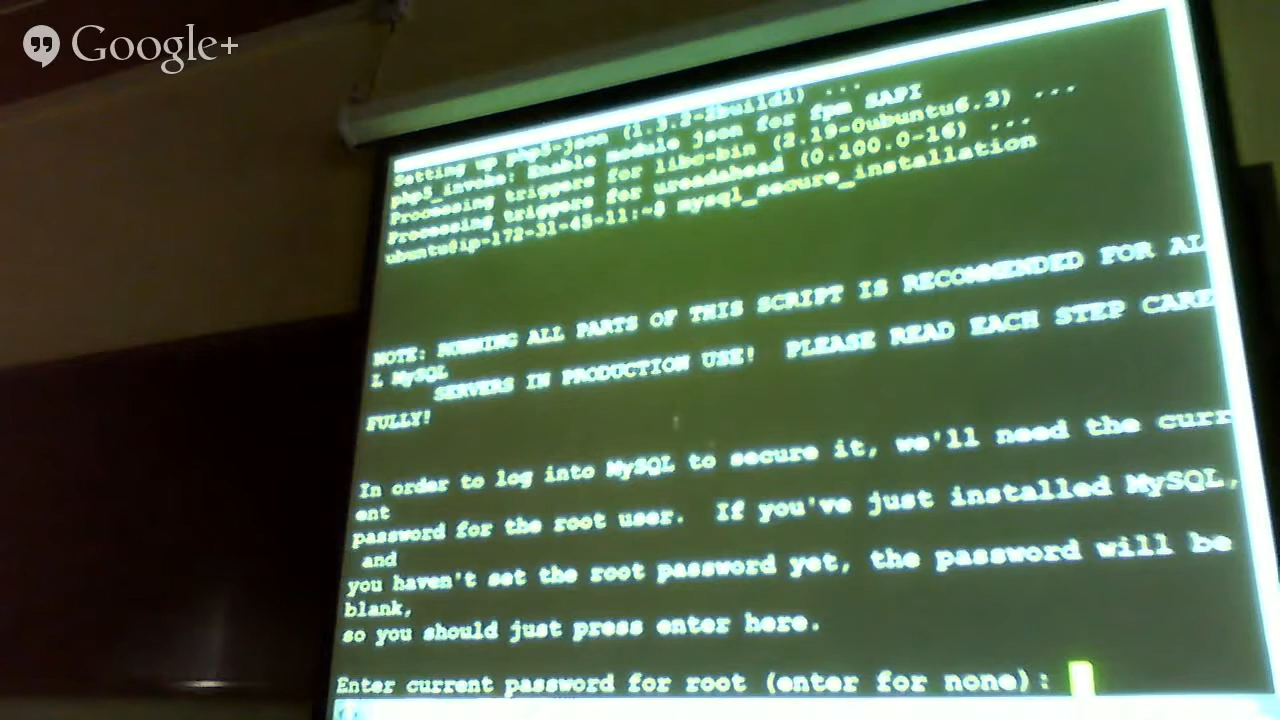 Google+
Setting up php5-json (1.3.2-2build1) ...
php5_invoke: Enable module json for fpm SAPI
Processing triggers for libc-bin (2.19-0ubuntu6.3) ...
Processing triggers for ureadahead (0.100.0-16) ...
ubuntu@ip-172-31-45-11:~$ mysql_secure_installation
NOTE: RUNNING ALL PARTS OF THIS SCRIPT IS RECOMMENDED FOR AL
L MySQL
SERVERS IN PRODUCTION USE!  PLEASE READ EACH STEP CARE
FULLY!
In order to log into MySQL to secure it, we'll need the curr
ent
password for the root user.  If you've just installed MySQL,
and
you haven't set the root password yet, the password will be
blank,
so you should just press enter here.
Enter current password for root (enter for none):